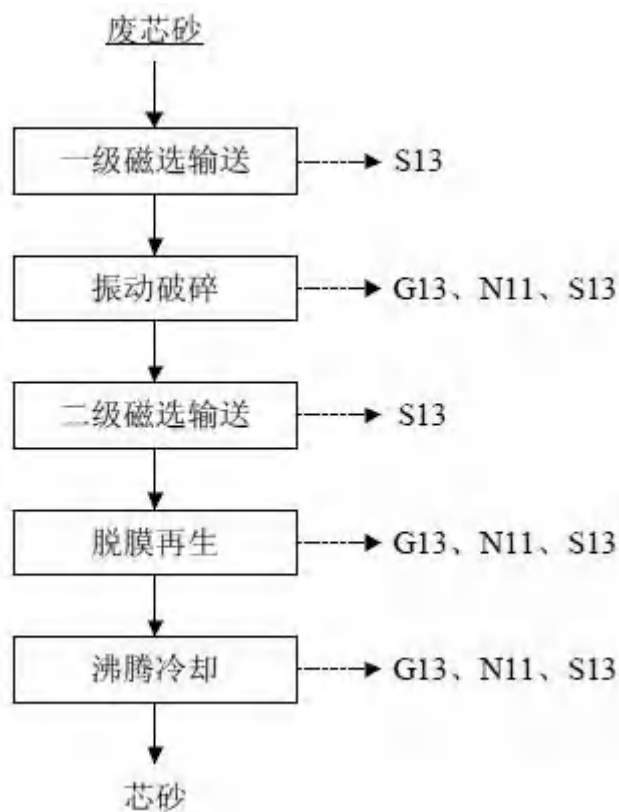 废芯砂
一级磁选输送
S13
振动破碎
G13、N11、S13
二级磁选输送
S13
脱膜再生
G13、N11、S13
沸腾冷却
G13、N11、S13
芯砂